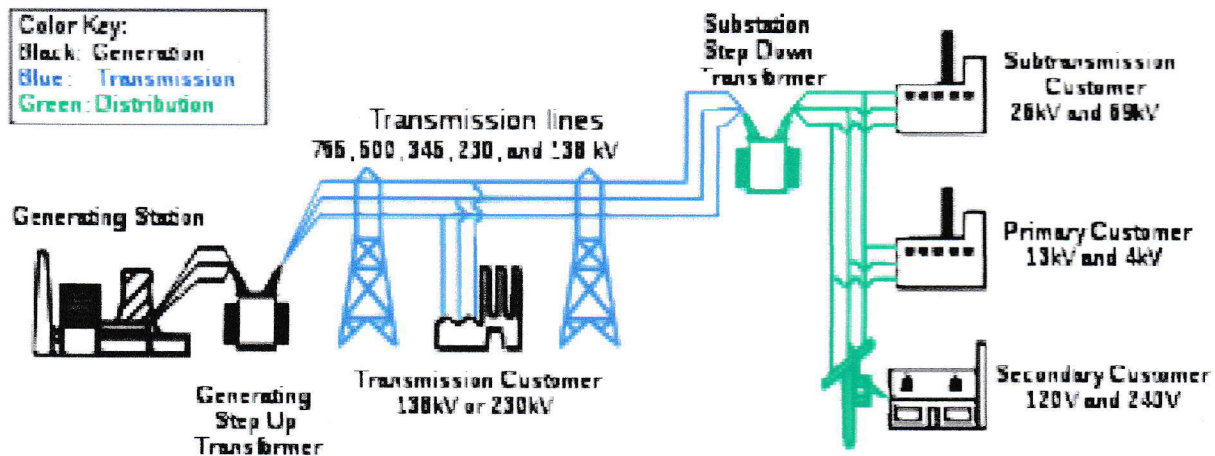 Color Key:
Black: Generation
Blue: Transmission
Green: Distribution
Substation
Step Down
Transformer
Subtransmission
Customer
26kV and 69kV
Transmission lines
765, 500, 345, 230, and 138 kV
Generating Station
Primary Customer
13kV and 4kV
Transmission Customer
138kV or 230kV
Generating
Step Up
Transformer
Secondary Customer
120V and 240V